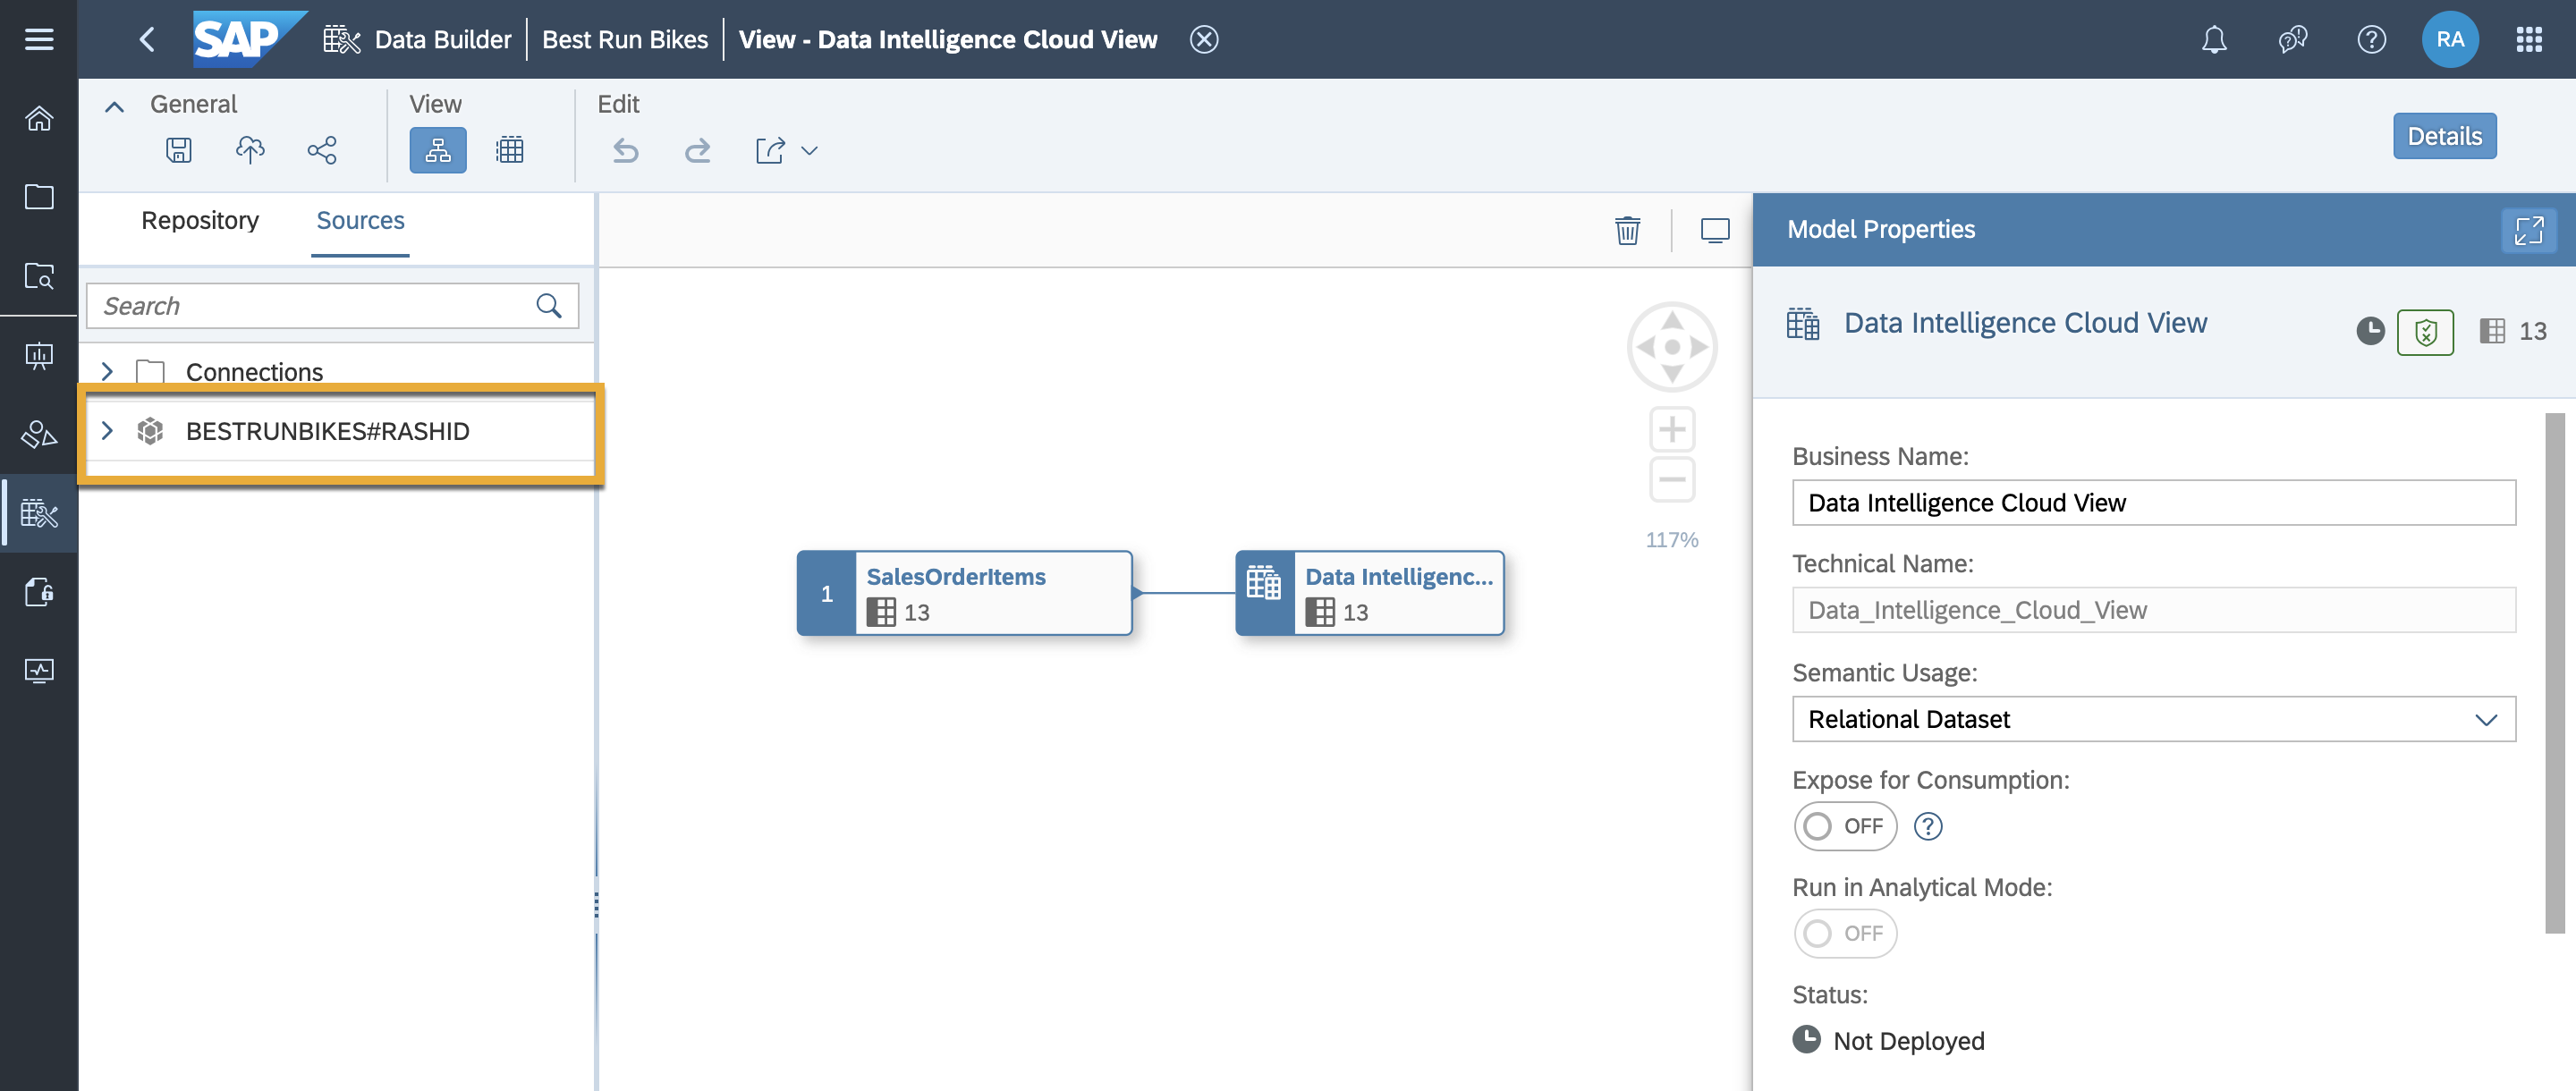 SAP Data Builder Best Run Bikes View - Data Intelligence Cloud View RA
General View Edit
Details
Repository Sources
Search
Connections
BESTRUNBIKES#RASHID
117%
1 SalesOrderItems
13
Data Intelligenc...
13
Model Properties
Data Intelligence Cloud View 13
Business Name:
Data Intelligence Cloud View
Technical Name:
Data_Intelligence_Cloud_View
Semantic Usage:
Relational Dataset
Expose for Consumption:
OFF
Run in Analytical Mode:
OFF
Status:
Not Deployed